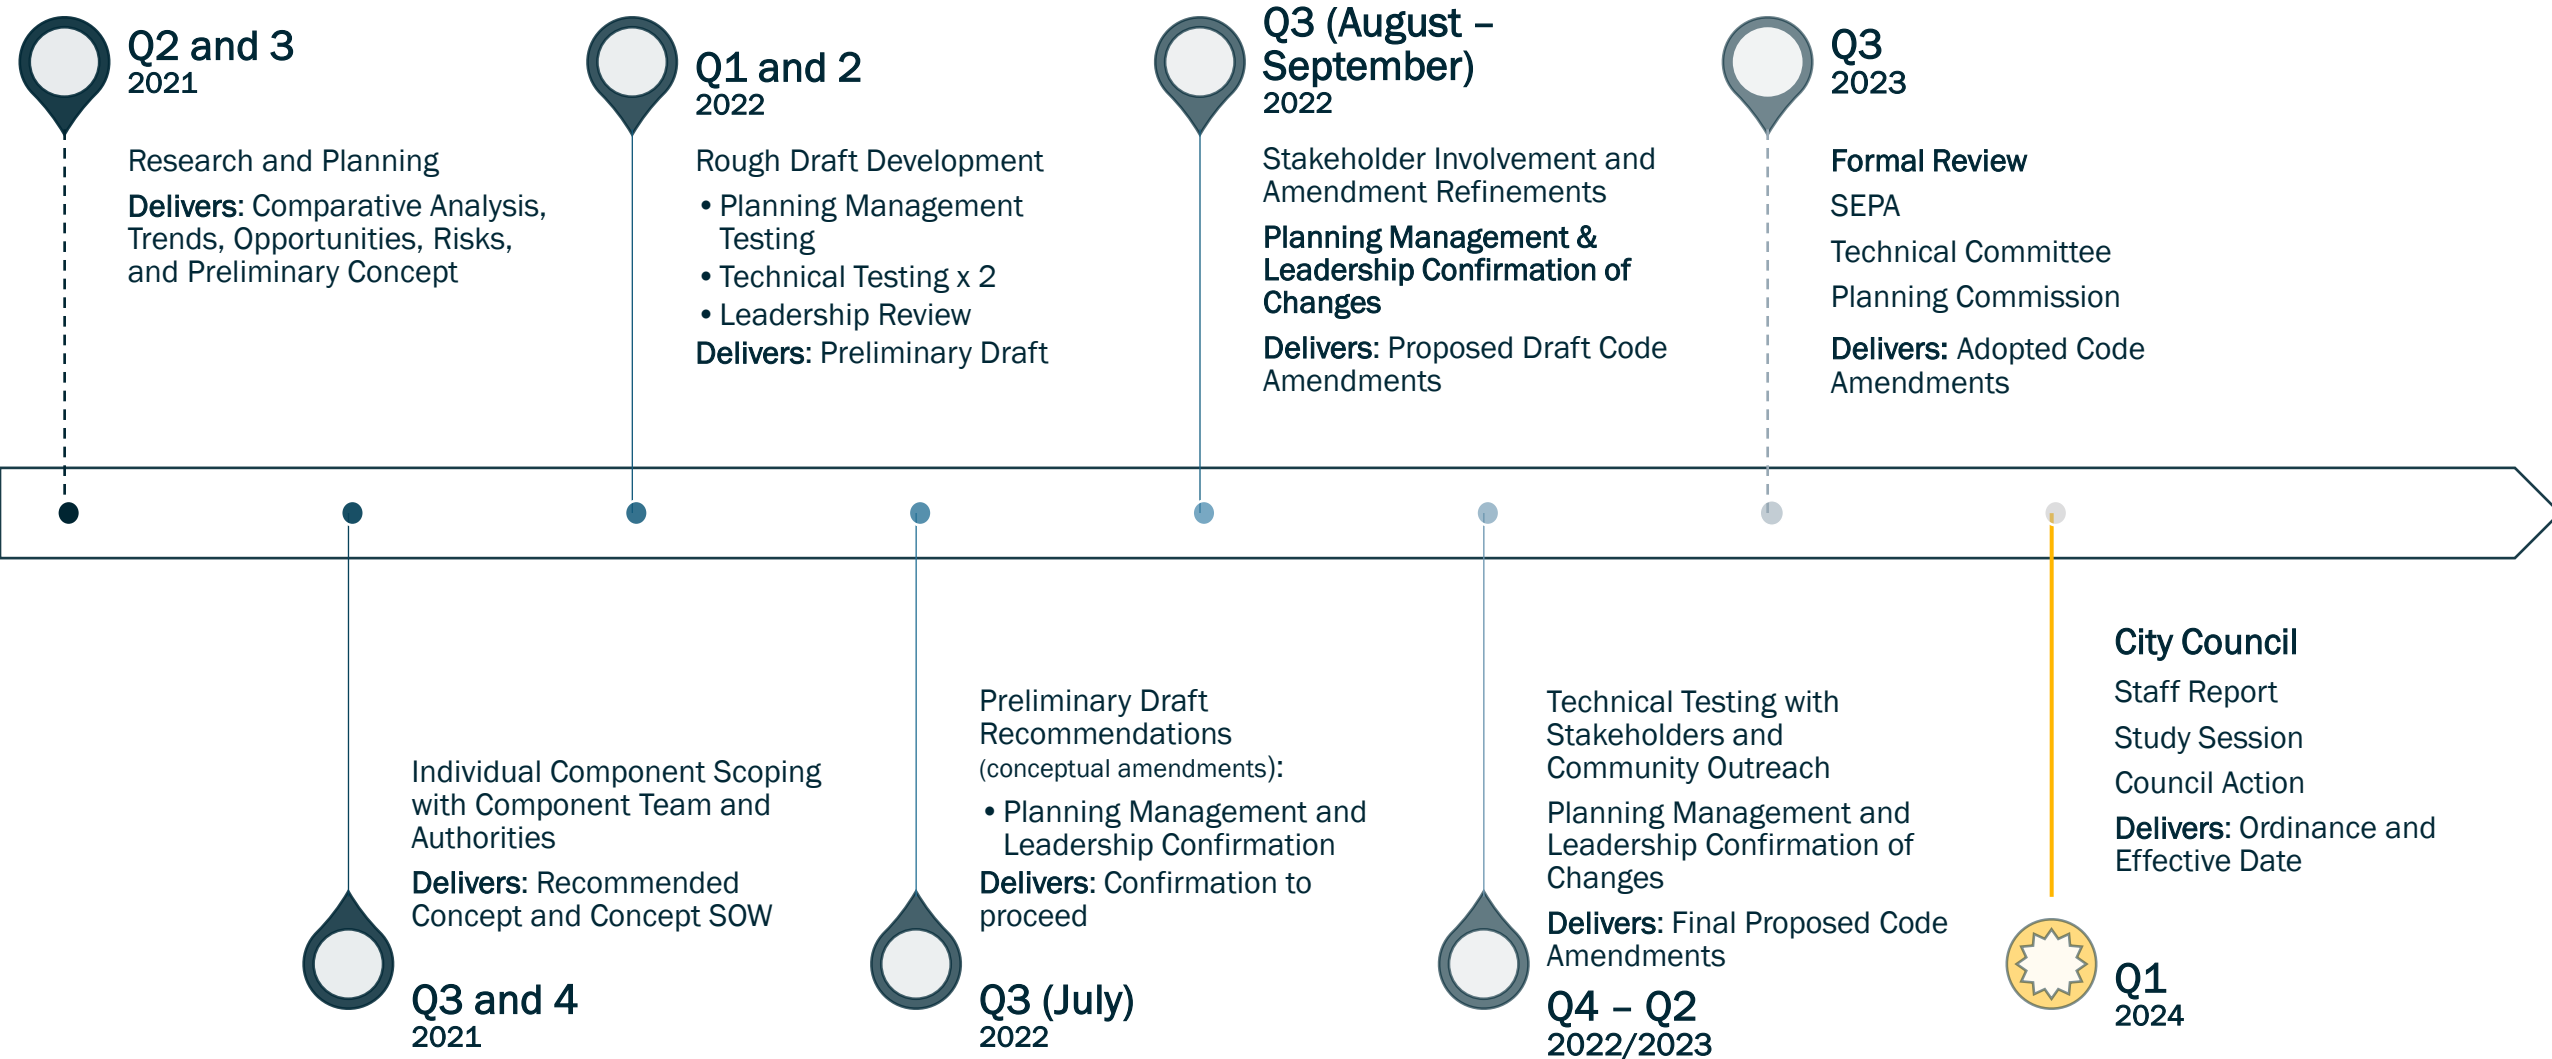 Q2 and 3
2021
Research and Planning
Delivers: Comparative Analysis,
Trends, Opportunities, Risks,
and Preliminary Concept
Q1 and 2
2022
Rough Draft Development
• Planning Management
Testing
• Technical Testing x 2
• Leadership Review
Delivers: Preliminary Draft
Q3 (August –
September)
2022
Stakeholder Involvement and
Amendment Refinements
Planning Management &
Leadership Confirmation of
Changes
Delivers: Proposed Draft Code
Amendments
Q3
2023
Formal Review
SEPA
Technical Committee
Planning Commission
Delivers: Adopted Code
Amendments
Individual Component Scoping
with Component Team and
Authorities
Delivers: Recommended
Concept and Concept SOW
Q3 and 4
2021
Preliminary Draft
Recommendations
(conceptual amendments):
• Planning Management and
Leadership Confirmation
Delivers: Confirmation to
proceed
Q3 (July)
2022
Technical Testing with
Stakeholders and
Community Outreach
Planning Management and
Leadership Confirmation of
Changes
Delivers: Final Proposed Code
Amendments
Q4 – Q2
2022/2023
City Council
Staff Report
Study Session
Council Action
Delivers: Ordinance and
Effective Date
Q1
2024